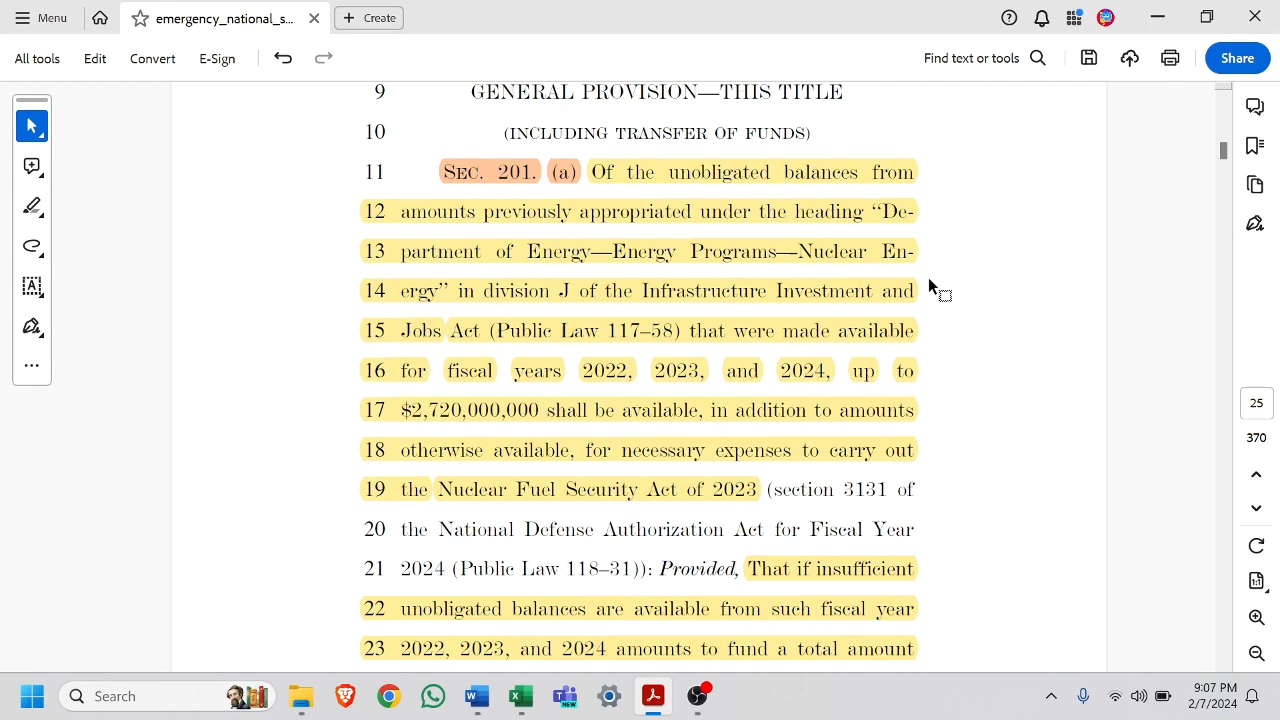 Menu
emergency_national_s...
Create
All tools
Edit
Convert
E-Sign
Find text or tools
Share
9 GENERAL PROVISION—THIS TITLE
10 (INCLUDING TRANSFER OF FUNDS)
11 SEC. 201. (a) Of the unobligated balances from
12 amounts previously appropriated under the heading “De-
13 partment of Energy—Energy Programs—Nuclear En-
14 ergy” in division J of the Infrastructure Investment and
15 Jobs Act (Public Law 117–58) that were made available
16 for fiscal years 2022, 2023, and 2024, up to
17 $2,720,000,000 shall be available, in addition to amounts
18 otherwise available, for necessary expenses to carry out
19 the Nuclear Fuel Security Act of 2023 (section 3131 of
20 the National Defense Authorization Act for Fiscal Year
21 2024 (Public Law 118–31)): Provided, That if insufficient
22 unobligated balances are available from such fiscal year
23 2022, 2023, and 2024 amounts to fund a total amount
25
370
Search
NEW
9:07 PM
2/7/2024